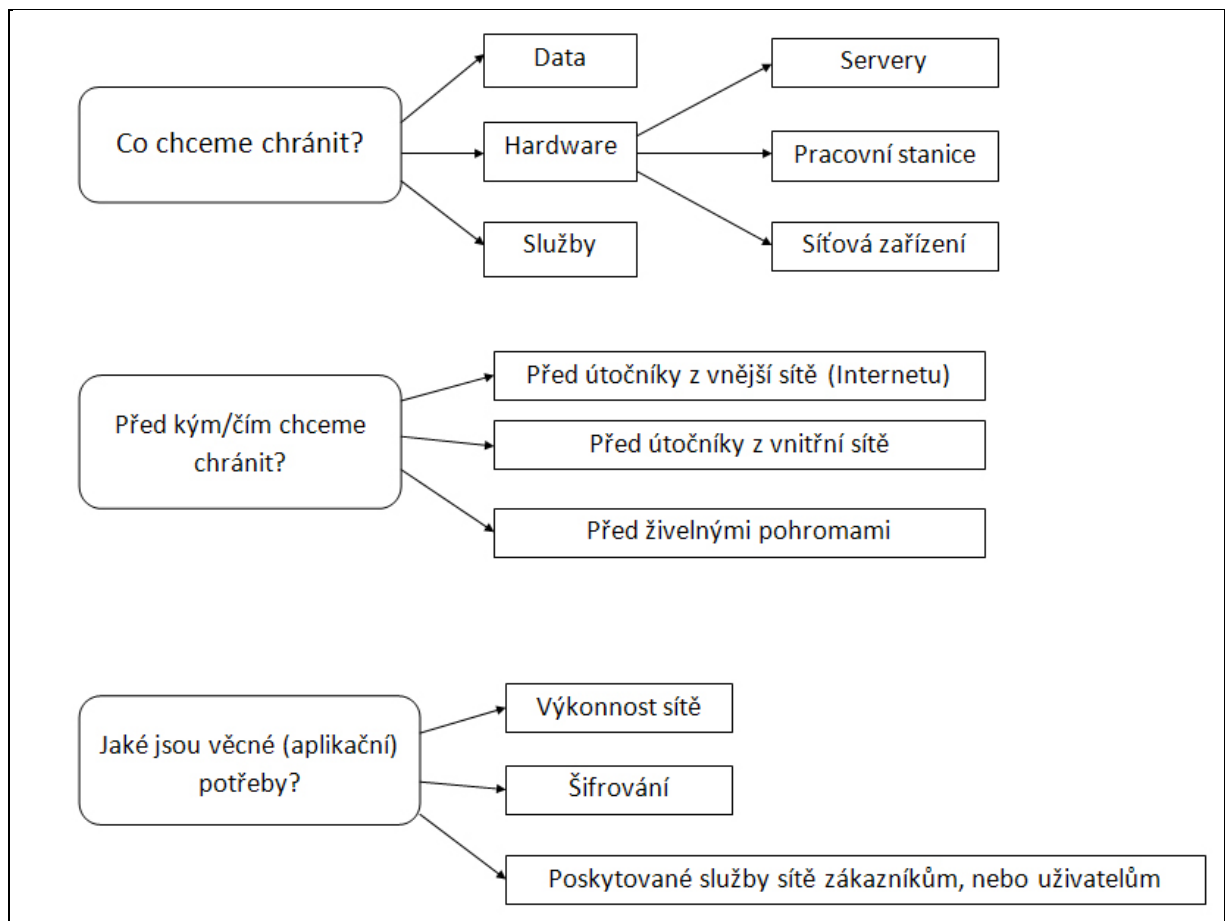 Data
Servery
Co chceme chránit?
Hardware
Pracovní stanice
Služby
Síťová zařízení
Před útočníky z vnější sítě (Internetu)
Před kým/čím chceme
chránit?
Před útočníky z vnitřní sítě
Před živelnými pohromami
Výkonnost sítě
Jaké jsou věcné (aplikační)
potřeby?
Šifrování
Poskytované služby sítě zákazníkům, nebo uživatelům